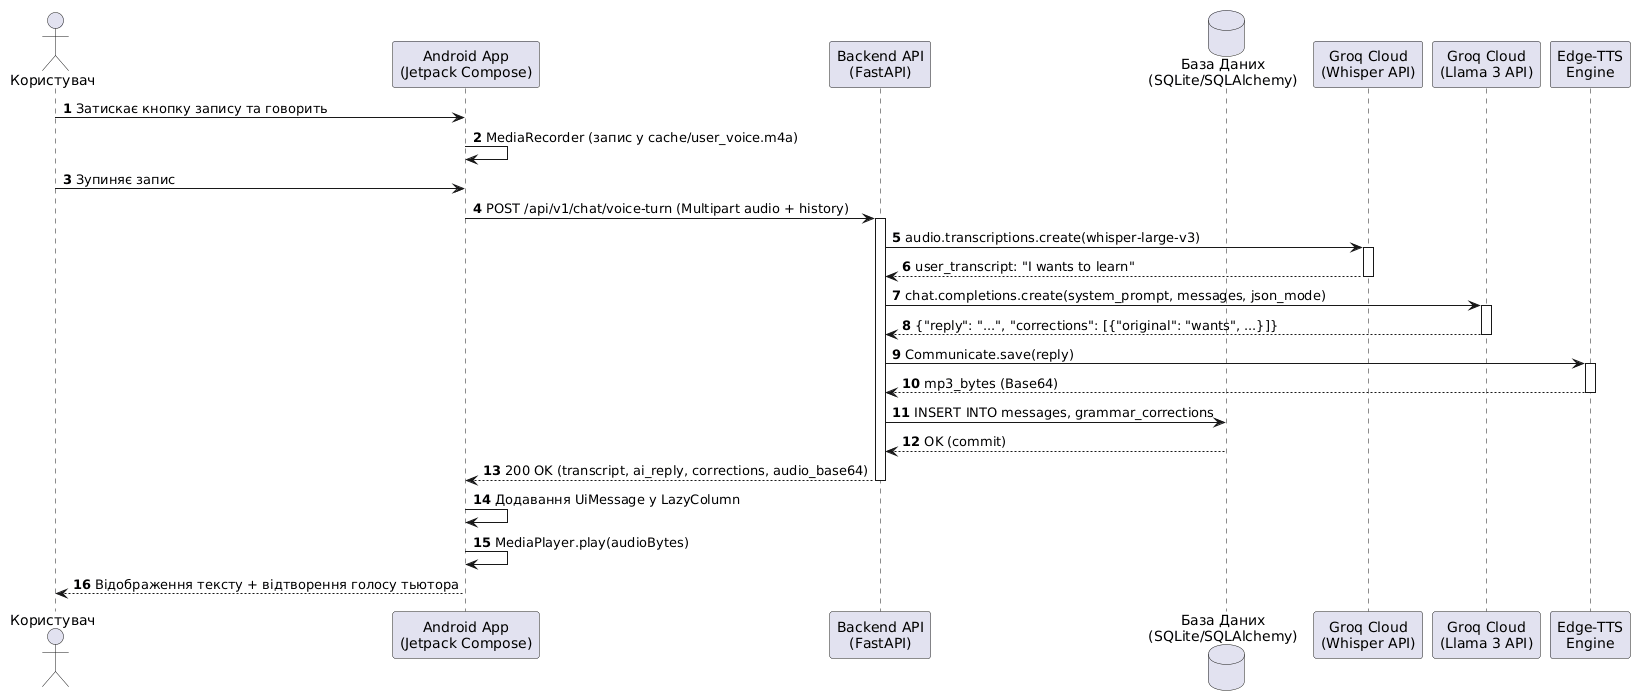 Користувач
Android App
(Jetpack Compose)
Backend API
(FastAPI)
База Даних
(SQLite/SQLAlchemy)
Groq Cloud
(Whisper API)
Groq Cloud
(Llama 3 API)
Edge-TTS
Engine
1 Затискає кнопку запису та говорить
2 MediaRecorder (запис у cache/user_voice.m4a)
3 Зупиняє запис
4 POST /api/v1/chat/voice-turn (Multipart audio + history)
5 audio.transcriptions.create(whisper-large-v3)
6 user_transcript: "I wants to learn"
7 chat.completions.create(system_prompt, messages, json_mode)
8 {"reply": "...", "corrections": [{"original": "wants", ...}]}
9 Communicate.save(reply)
10 mp3_bytes (Base64)
11 INSERT INTO messages, grammar_corrections
12 OK (commit)
13 200 OK (transcript, ai_reply, corrections, audio_base64)
14 Додавання UiMessage у LazyColumn
15 MediaPlayer.play(audioBytes)
16 Відображення тексту + відтворення голосу тьютора
Користувач
Android App
(Jetpack Compose)
Backend API
(FastAPI)
База Даних
(SQLite/SQLAlchemy)
Groq Cloud
(Whisper API)
Groq Cloud
(Llama 3 API)
Edge-TTS
Engine